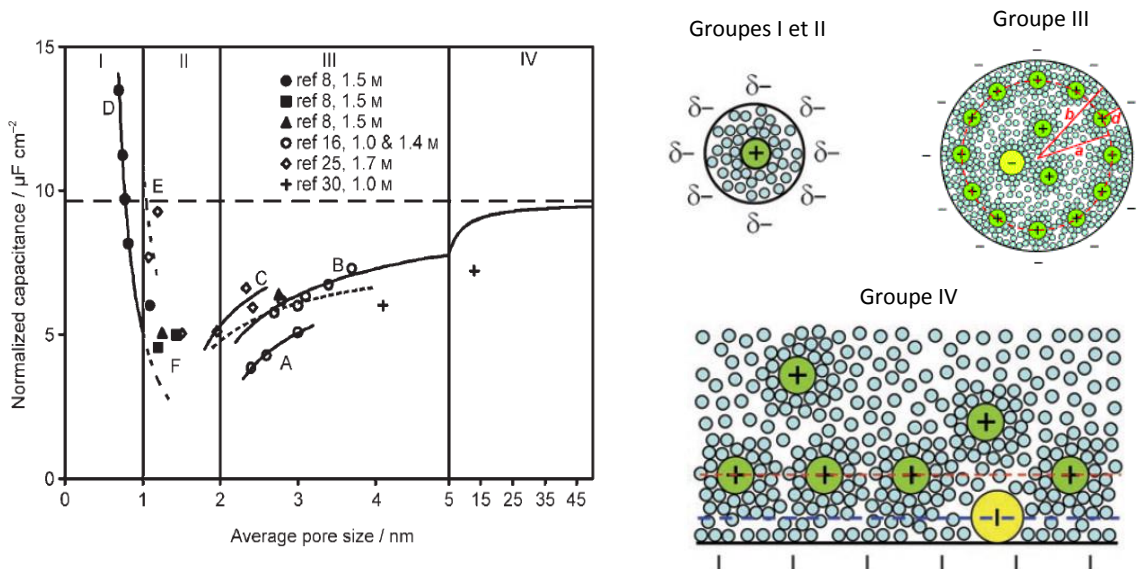 15
10
5
0
Normalized capacitance / µF cm⁻²
I
II
III
IV
● ref 8, 1.5 M
■ ref 8, 1.5 M
▲ ref 8, 1.5 M
○ ref 16, 1.0 & 1.4 M
◇ ref 25, 1.7 M
+ ref 30, 1.0 M
D
E
F
C
B
A
0 1 2 3 4 5 15 25 35 45
Average pore size / nm
Groupes I et II
δ−
δ− δ−
δ− δ−
δ− δ−
δ−
+
Groupe III
b
d
a
Groupe IV